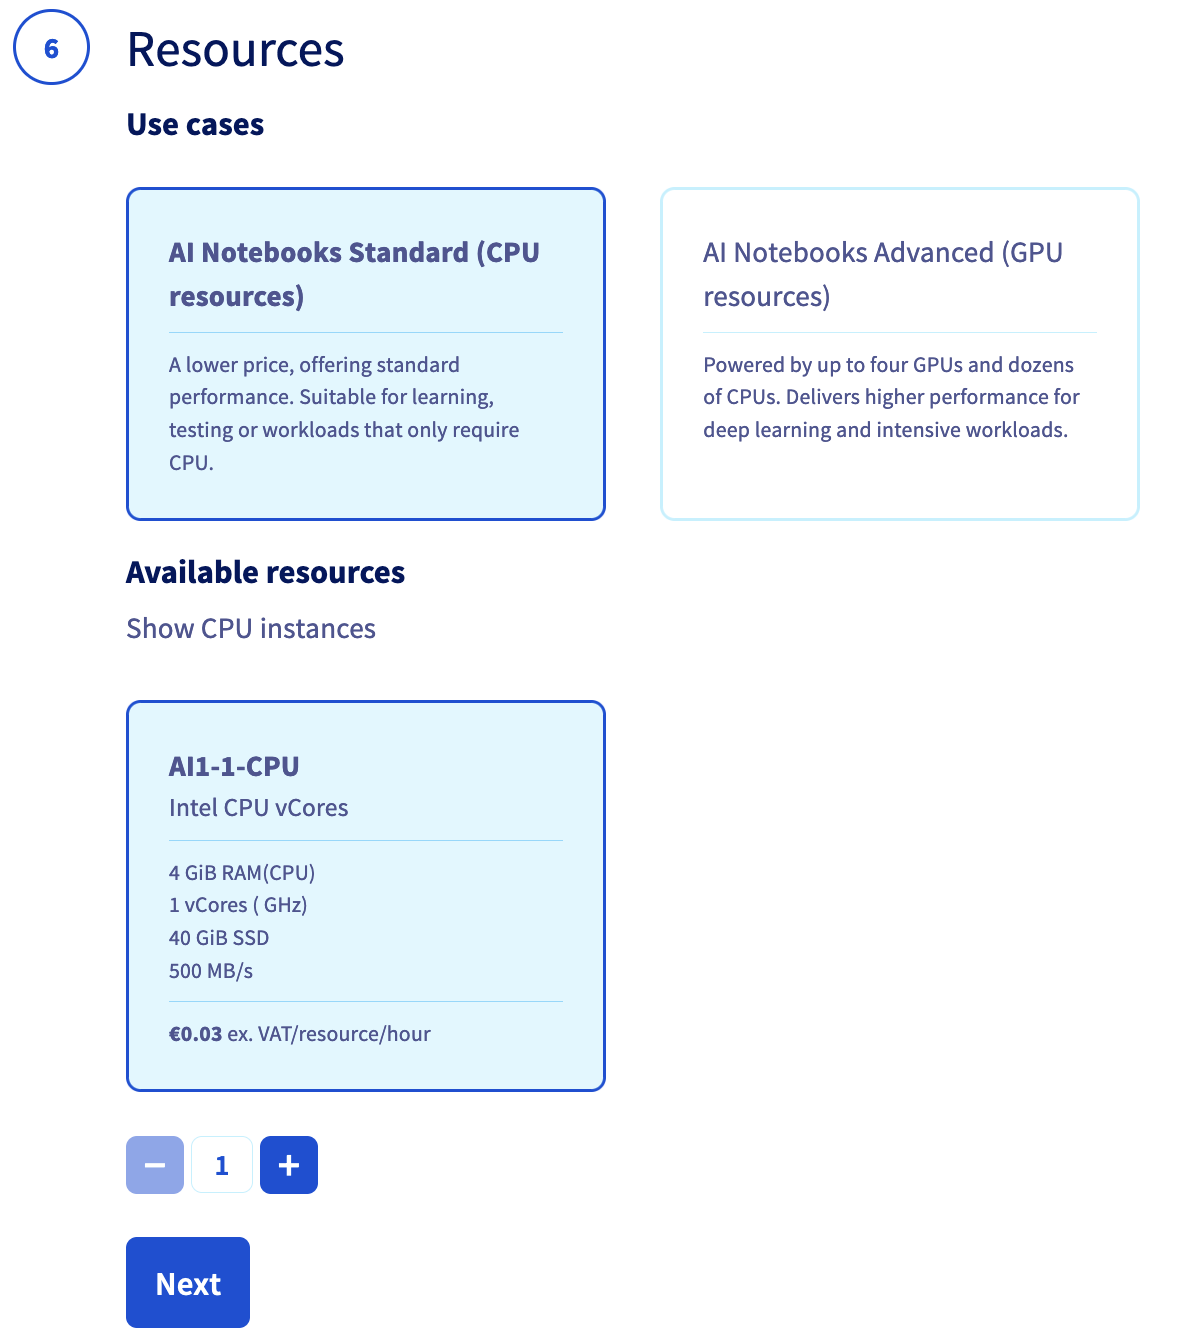 6
Resources
Use cases
AI Notebooks Standard (CPU
resources)
A lower price, offering standard
performance. Suitable for learning,
testing or workloads that only require
CPU.
AI Notebooks Advanced (GPU
resources)
Powered by up to four GPUs and dozens
of CPUs. Delivers higher performance for
deep learning and intensive workloads.
Available resources
Show CPU instances
AI1-1-CPU
Intel CPU vCores
4 GiB RAM(CPU)
1 vCores ( GHz)
40 GiB SSD
500 MB/s
€0.03 ex. VAT/resource/hour
− 1 +
Next